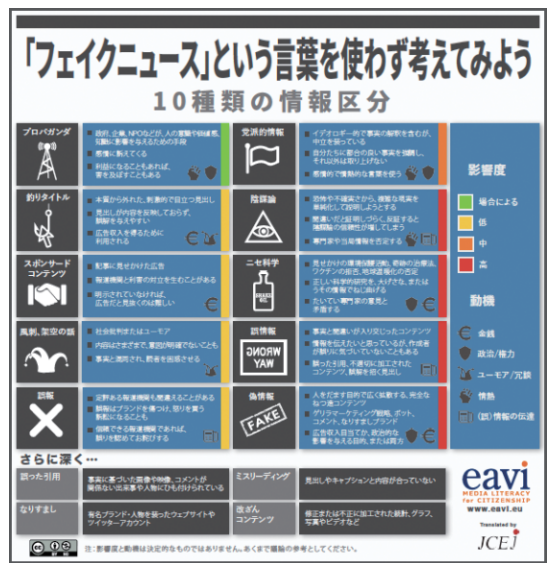 「フェイクニュース」という言葉を使わず考えてみよう
10種類の情報区分
プロパガンダ
政府、企業、NPOなどが、人の意識や価値感、
知識に影響を与えるための手段
感情に訴えてくる
利益になることもあれば、
害を及ぼすこともある
党派的情報
イデオロギー的で事実の解釈を含むが、
中立を装っている
自分たちに都合の良い事実を強調し、
それ以外は取り上げない
感情的で情熱的な言葉を使う
釣りタイトル
本質から外れた、刺激的で目立つ見出し
見出しが内容を反映しておらず、
誤解を与えやすい
広告収入を得るために
利用される
陰謀論
恐怖や不確実さから、複雑な現実を
単純化して説明しようとする
間違いだと証明しづらく、反証すると
陰謀論の信頼性が増してしまう
専門家や当局情報を否定する
スポンサード
コンテンツ
記事に見せかけた広告
報道機関と利害の対立を生むことがある
明示されていなければ、
広告だと見抜くのは難しい
ニセ科学
見せかけの環境保護活動、奇跡の治療法、
ワクチンの拒否、地球温暖化の否定
正しい科学的研究を、大げさな、または
うその情報でねじ曲げる
たいてい専門家の意見と
矛盾する
風刺、架空の話
社会批判またはユーモア
内容はさまざまで、意図が明確でないことも
事実と混同され、読者を困惑させる
誤情報
WRONG
WAY
事実と間違いが入り交じったコンテンツ
情報を伝えたいと思っているが、作成者
が誤りに気づいていないこともある
誤った引用、不適切に加工された
コンテンツ、誤解を招く見出し
誤報
定評ある報道機関も間違えることがある
誤報はブランドを傷つけ、怒りを買う
訴訟になることも
信頼できる報道機関であれば、
誤りを認めてお詫びする
偽情報
FAKE
人をだます目的で広く拡散する、完全な
ねつ造コンテンツ
ゲリラマーケティング戦略、ボット、
コメント、なりすましブランド
広告収入目当てか、政治的な
影響を与える目的、または両方
影響度
場合による
低
中
高
動機
金銭
政治/権力
ユーモア/冗談
情熱
(誤)情報の伝達
さらに深く…
誤った引用
事実に基づいた画像や映像、コメントが
関係ない出来事や人物にひも付けられている
ミスリーディング
見出しやキャプションと内容が合っていない
なりすまし
有名ブランド・人物を装ったウェブサイトや
ツイッターアカウント
改ざん
コンテンツ
修正または不正に加工された統計、グラフ、
写真やビデオなど
eavi
MEDIA LITERACY
for CITIZENSHIP
www.eavi.eu
Translated by
JCEJ
cc
注:影響度と動機は決定的なものではありません。あくまで議論の参考としてください。